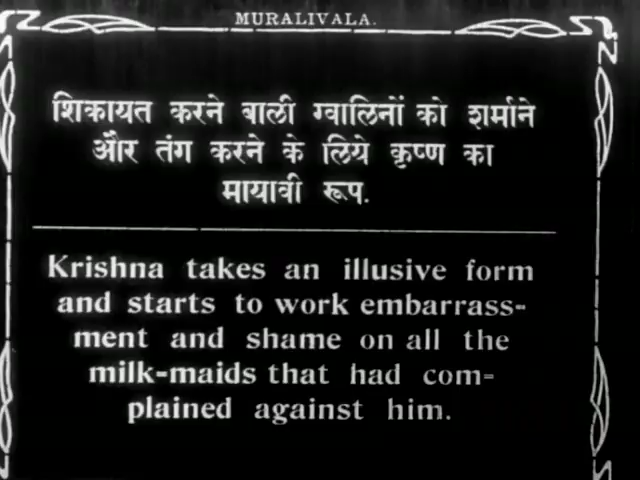 MURALIVALA.
शिकायत करने बाली ग्वालिनों को शर्माने
और तंग करने के लिये कृष्ण का
मायावी रूप.
Krishna takes an illusive form
and starts to work embarrass-
ment and shame on all the
milk-maids that had com-
plained against him.